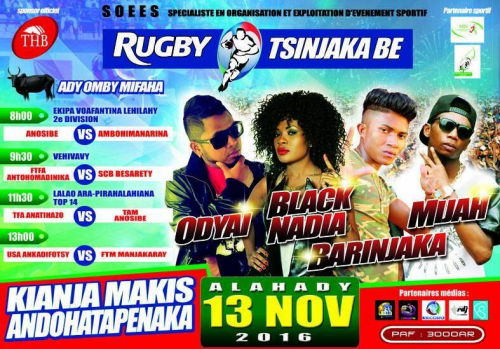 sponsor officiel
SOEES SPECIALISTE EN ORGANISATION ET EXPLOITATION D'EVENEMENT SPORTIF
Partenaire sportif
THB
RUGBY TSINJAKA BE
ADY OMBY MIFAHA
8h00 EKIPA VOAFANTINA LEHILAHY
2e DIVISION
ANOSIBE VS AMBOHIMANARINA
9h30 VEHIVAVY
FTFA
ANTOHOMADINIKA VS SCB BESARETY
11h30 LALAO ARA-PIRAHALAHIANA
TOP 14
TFA ANATIHAZO VS TAM
ANOSIBE
13h00
USA ANKADIFOTSY VS FTM MANJAKARAY
ODYAI
BLACK
NADIA
BARINJAKA
MIJAH
KIANJA MAKIS
ANDOHATAPENAKA
ALAHADY
13 NOV
2016
Partenaires médias :
PAF : 3000AR